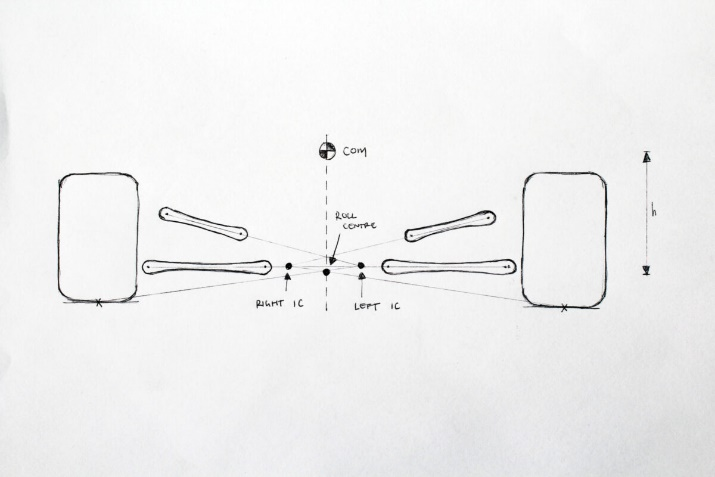 COM
ROLL
CENTRE
h
RIGHT IC
LEFT IC